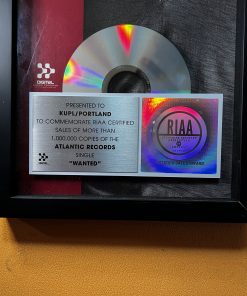 DIGITAL
PRESENTED TO
KUPL/PORTLAND
TO COMMEMORATE RIAA CERTIFIED
SALES OF MORE THAN
1,000,000 COPIES OF THE
ATLANTIC RECORDS
SINGLE
"WANTED"
RIAA